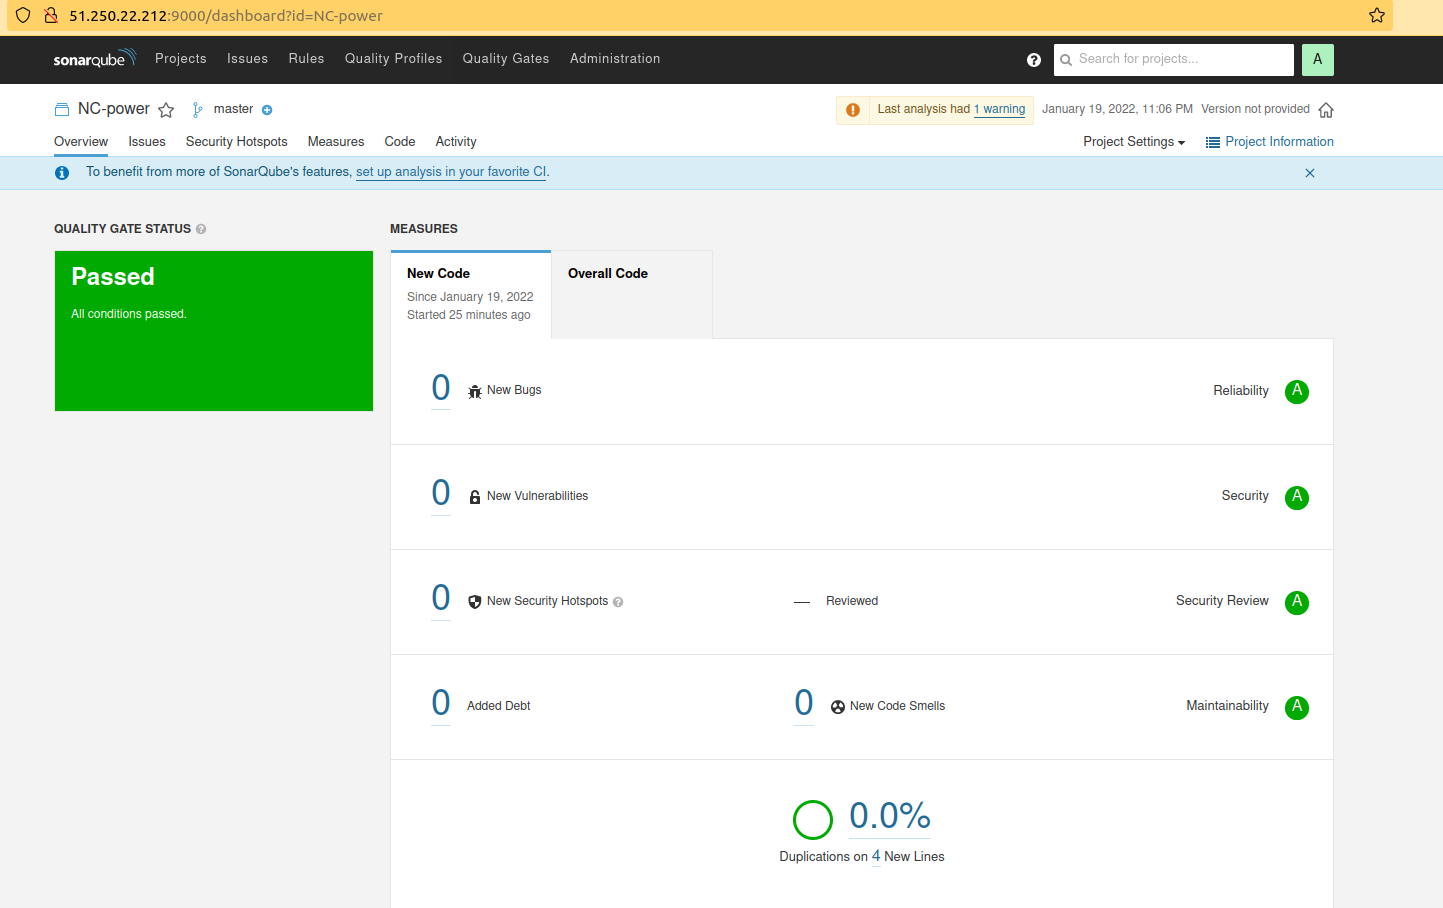 51.250.22.212:9000/dashboard?id=NC-power
sonarqube Projects Issues Rules Quality Profiles Quality Gates Administration ? Search for projects... A
NC-power master Last analysis had 1 warning January 19, 2022, 11:06 PM Version not provided
Overview Issues Security Hotspots Measures Code Activity Project Settings Project Information
To benefit from more of SonarQube's features, set up analysis in your favorite CI.
QUALITY GATE STATUS ? MEASURES
Passed
All conditions passed.
New Code Overall Code
Since January 19, 2022
Started 25 minutes ago
0 New Bugs Reliability A
0 New Vulnerabilities Security A
0 New Security Hotspots ? — Reviewed Security Review A
0 Added Debt 0 New Code Smells Maintainability A
0.0%
Duplications on 4 New Lines